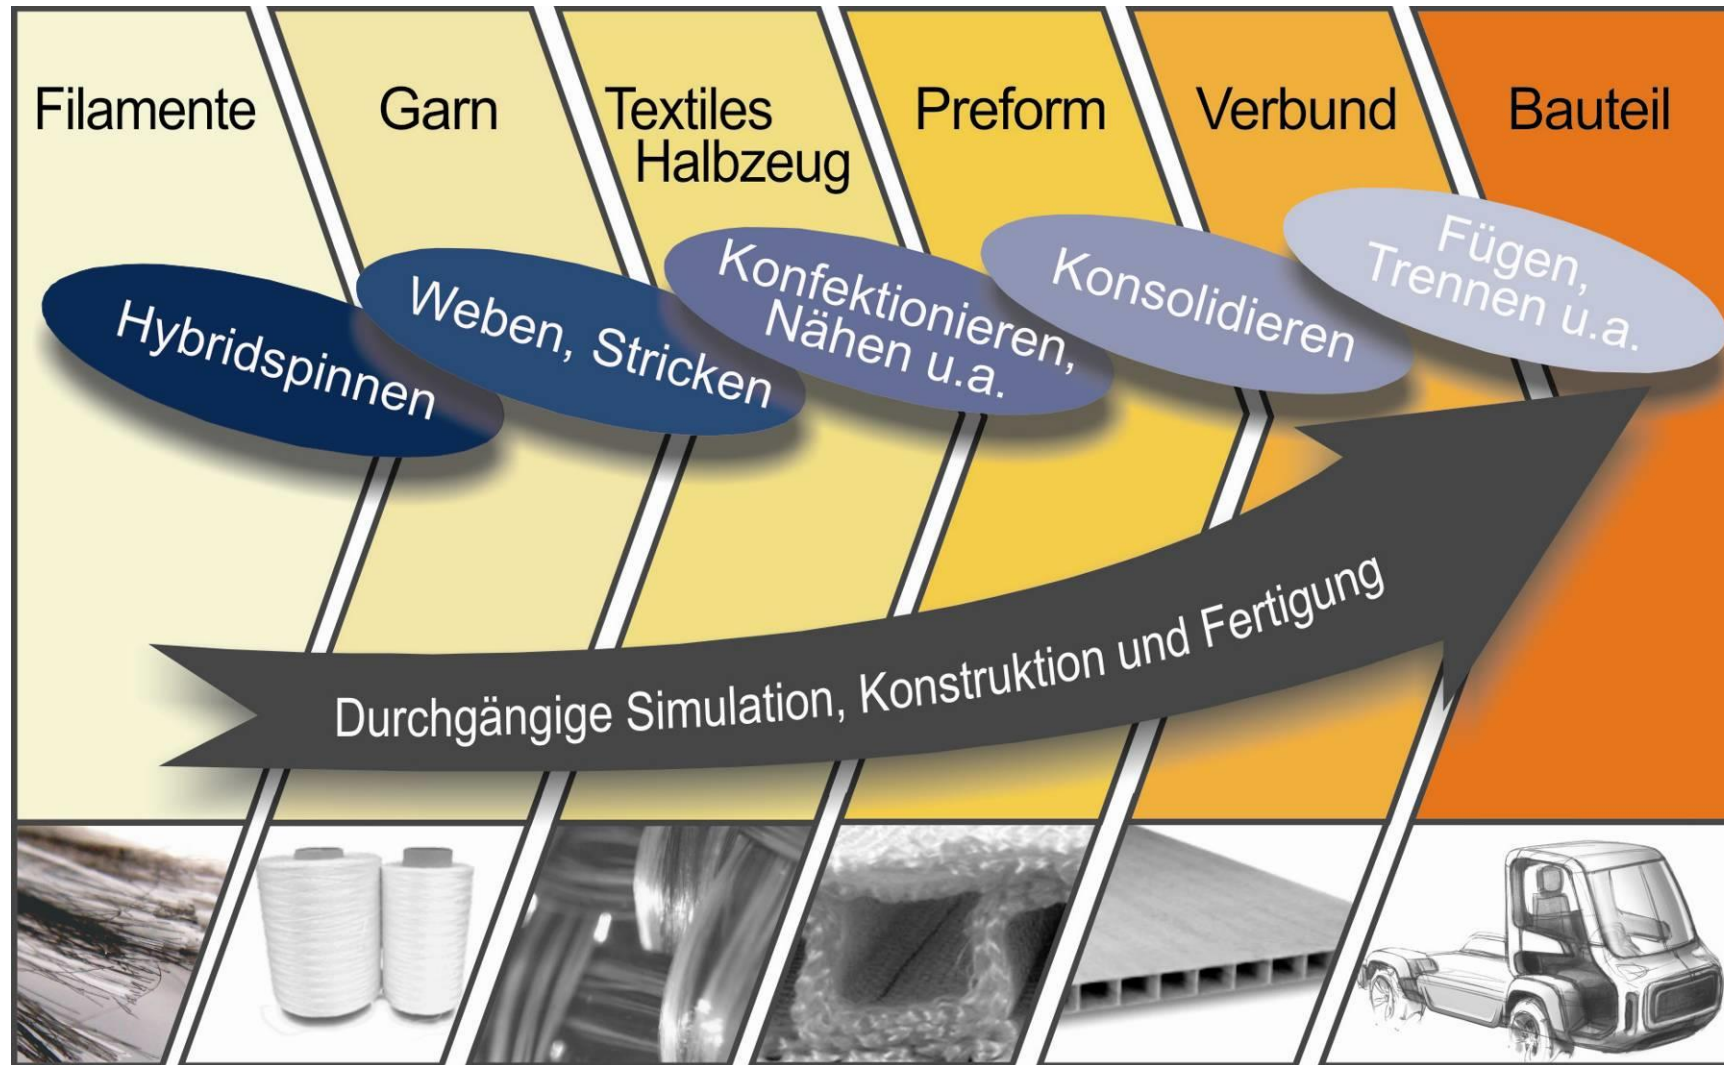 Filamente
Garn
Textiles
Halbzeug
Preform
Verbund
Bauteil
Hybridspinnen
Weben, Stricken
Konfektionieren,
Nähen u.a.
Konsolidieren
Fügen,
Trennen u.a.
Durchgängige Simulation, Konstruktion und Fertigung